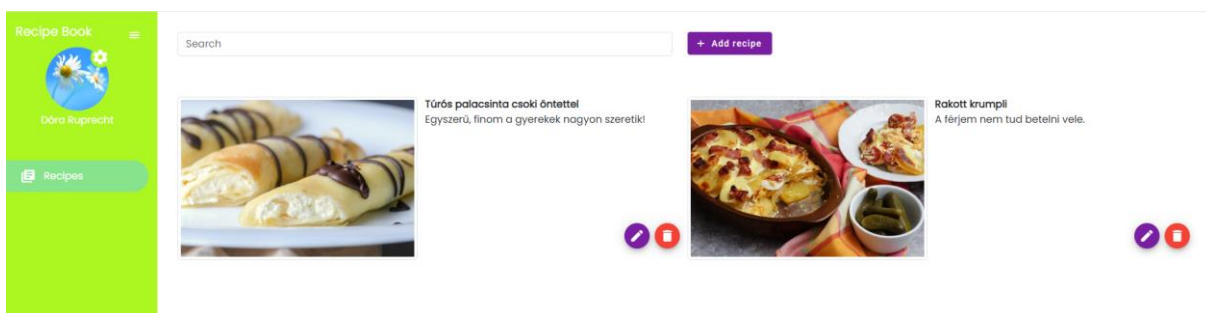 Recipe Book
Dóra Ruprecht
Recipes
Search
+ Add recipe
Túrós palacsinta csoki öntettel
Egyszerű, finom a gyerekek nagyon szeretik!
Rakott krumpli
A férjem nem tud betelni vele.